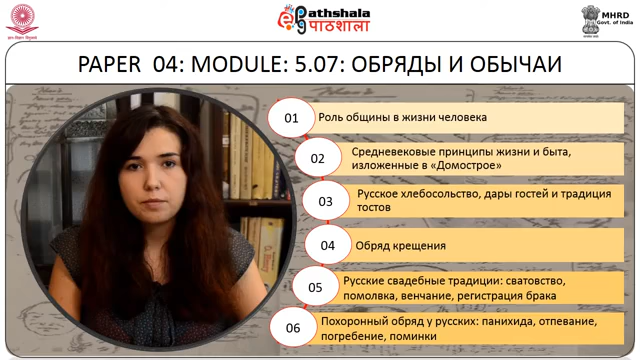 Pathshala
पाठशाला
MHRD
Govt. of India
PAPER 04: MODULE: 5.07: ОБРЯДЫ И ОБЫЧАИ
01 Роль общины в жизни человека
02 Средневековые принципы жизни и быта,
изложенные в «Домострое»
03 Русское хлебосольство, дары гостей и традиция
тостов
04 Обряд крещения
05 Русские свадебные традиции: сватовство,
помолвка, венчание, регистрация брака
06 Похоронный обряд у русских: панихида, отпевание,
погребение, поминки